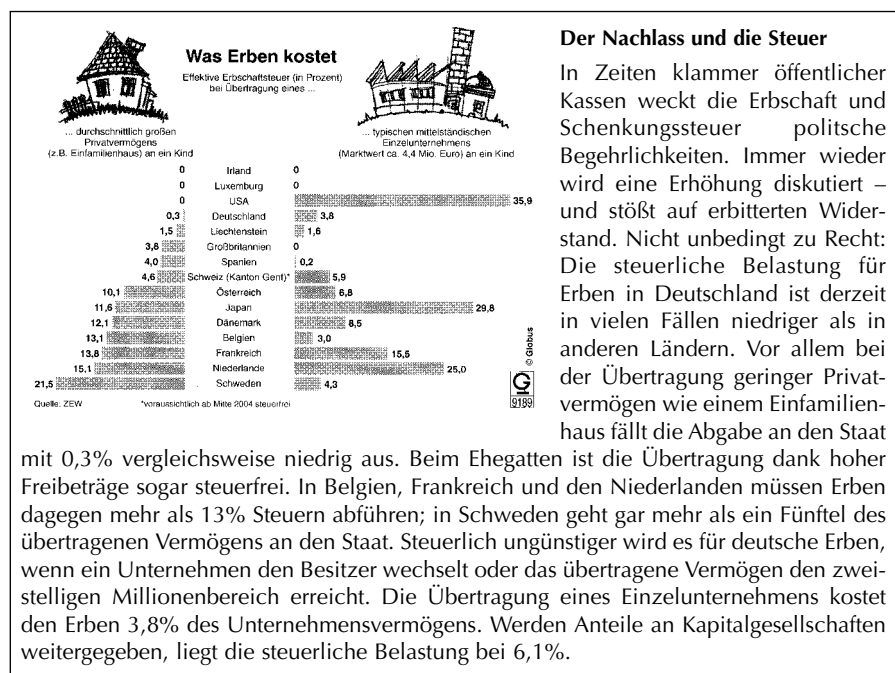 Was Erben kostet
Effektive Erbschaftsteuer (in Prozent)
bei Übertragung eines ...
... durchschnittlich großen
Privatvermögens
(z.B. Einfamilienhaus) an ein Kind
... typischen mittelständischen
Einzelunternehmens
(Marktwert ca. 4,4 Mio. Euro) an ein Kind
0 Irland 0
0 Luxemburg 0
0 USA 35,9
0,3 Deutschland 3,8
1,5 Liechtenstein 1,6
3,8 Großbritannien 0
4,0 Spanien 0,2
4,6 Schweiz (Kanton Genf)* 5,9
10,1 Österreich 6,8
11,6 Japan 29,8
12,1 Dänemark 8,5
13,1 Belgien 3,0
13,8 Frankreich 15,5
15,1 Niederlande 25,0
21,5 Schweden 4,3
Quelle: ZEW
*voraussichtlich ab Mitte 2004 steuerfrei
© Globus
G
9189
Der Nachlass und die Steuer
In Zeiten klammer öffentlicher
Kassen weckt die Erbschaft und
Schenkungssteuer politsche
Begehrlichkeiten. Immer wieder
wird eine Erhöhung diskutiert –
und stößt auf erbitterten Wider-
stand. Nicht unbedingt zu Recht:
Die steuerliche Belastung für
Erben in Deutschland ist derzeit
in vielen Fällen niedriger als in
anderen Ländern. Vor allem bei
der Übertragung geringer Privat-
vermögen wie einem Einfamilien-
haus fällt die Abgabe an den Staat
mit 0,3% vergleichsweise niedrig aus. Beim Ehegatten ist die Übertragung dank hoher
Freibeträge sogar steuerfrei. In Belgien, Frankreich und den Niederlanden müssen Erben
dagegen mehr als 13% Steuern abführen; in Schweden geht gar mehr als ein Fünftel des
übertragenen Vermögens an den Staat. Steuerlich ungünstiger wird es für deutsche Erben,
wenn ein Unternehmen den Besitzer wechselt oder das übertragene Vermögen den zwei-
stelligen Millionenbereich erreicht. Die Übertragung eines Einzelunternehmens kostet
den Erben 3,8% des Unternehmensvermögens. Werden Anteile an Kapitalgesellschaften
weitergegeben, liegt die steuerliche Belastung bei 6,1%.